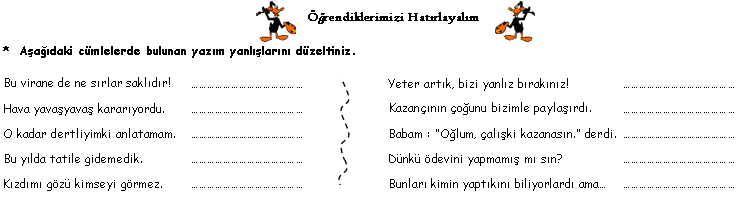 Öğrendiklerimizi Hatırlayalım
* Aşağıdaki cümlelerde bulunan yazım yanlışlarını düzeltiniz.
Bu virane de ne sırlar saklıdır! ……………………………………
Hava yavaşyavaş kararıyordu. ……………………………………
O kadar dertliyimki anlatamam. ……………………………………
Bu yılda tatile gidemedik. ……………………………………
Kızdımı gözü kimseyi görmez. ……………………………………
Yeter artık, bizi yanlız bırakınız! ……………………………………
Kazançının çoğunu bizimle paylaşırdı. ……………………………………
Babam : "Oğlum, çalışki kazanasın." derdi. ……………………………………
Dünkü ödevini yapmamış mı sın? ……………………………………
Bunları kimin yaptıkını biliyorlardı ama… ……………………………………